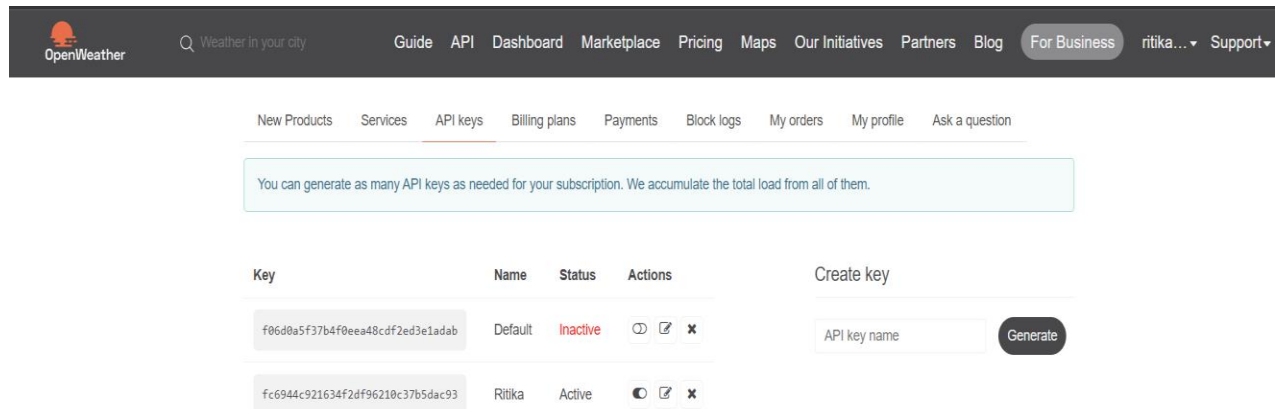 OpenWeather
Weather in your city
Guide API Dashboard Marketplace Pricing Maps Our Initiatives Partners Blog For Business ritika... Support
New Products Services API keys Billing plans Payments Block logs My orders My profile Ask a question
You can generate as many API keys as needed for your subscription. We accumulate the total load from all of them.
Key Name Status Actions Create key
f06d0a5f37b4f0eea48cdf2ed3e1adab Default Inactive API key name Generate
fc6944c921634f2df96210c37b5dac93 Ritika Active